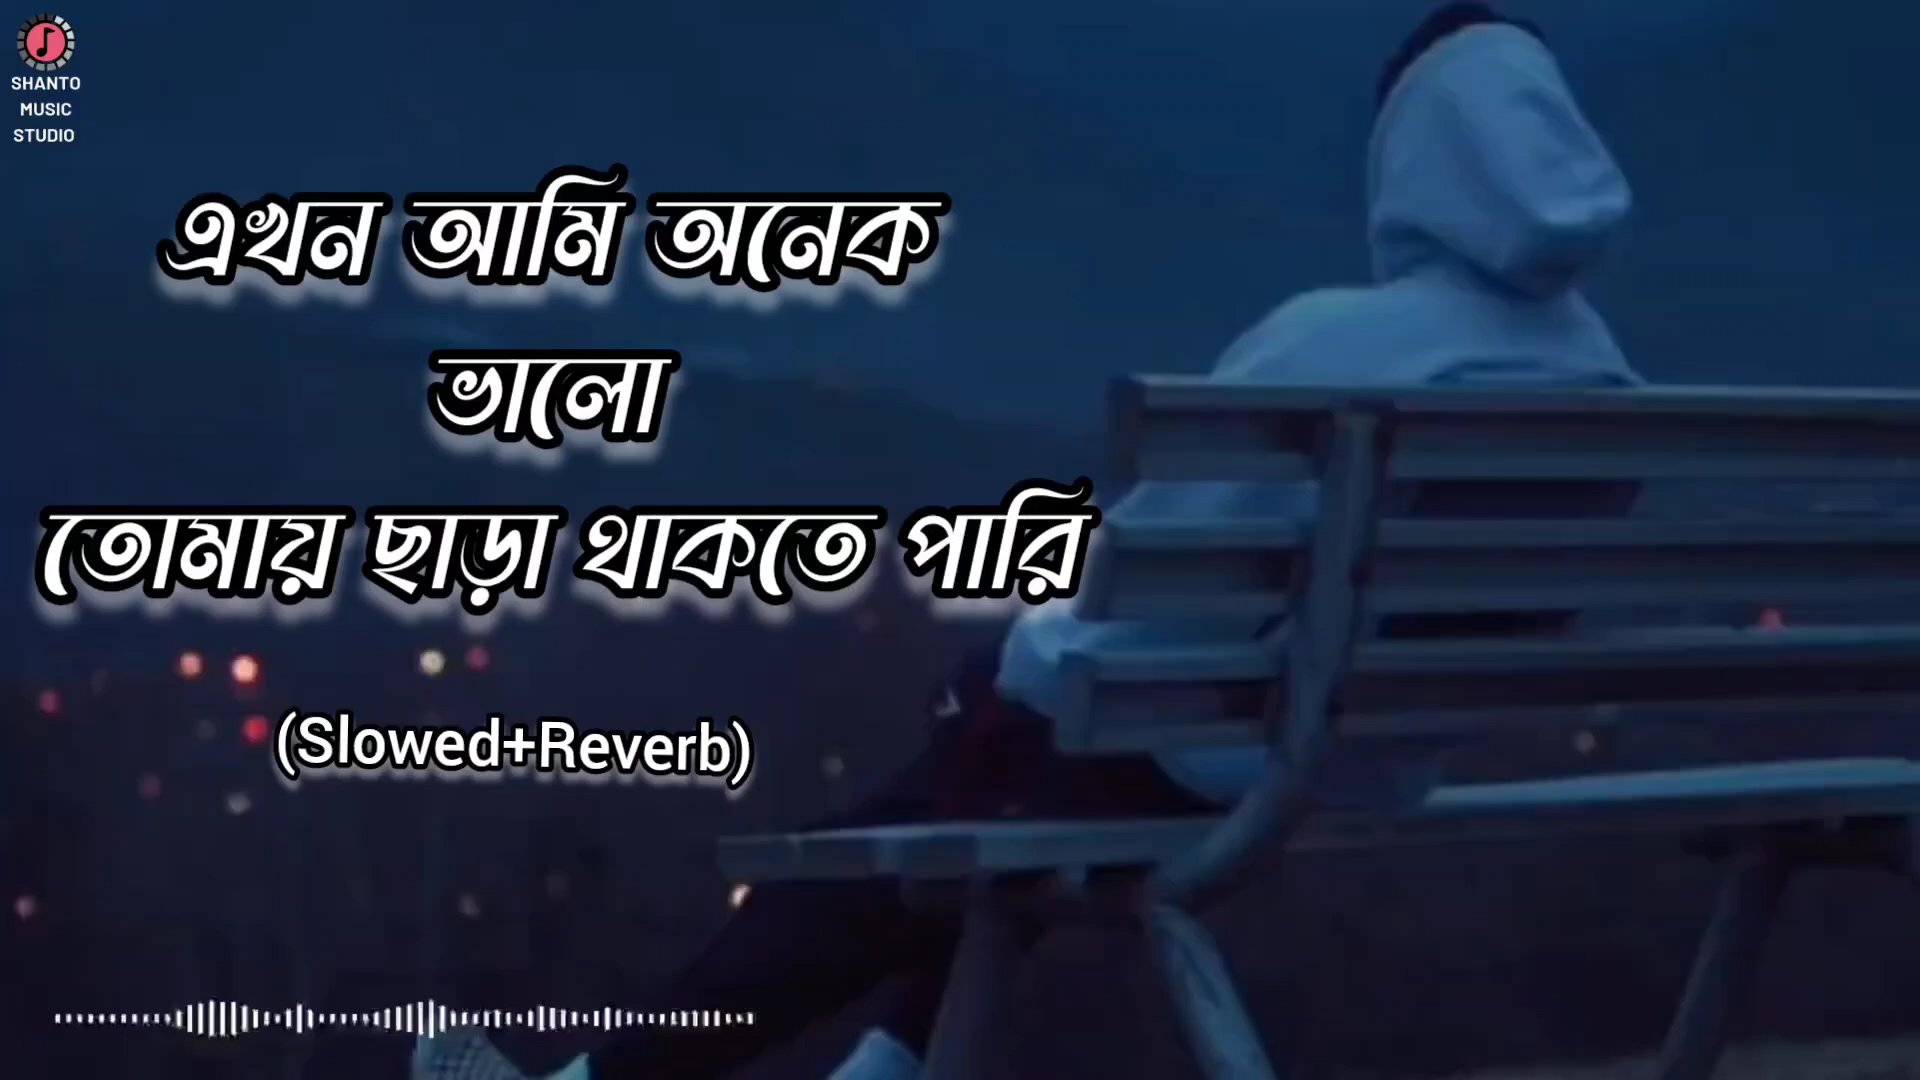 SHANTO
MUSIC
STUDIO
এখন আমি অনেক
ভালো
তোমায় ছাড়া থাকতে পারি
(Slowed+Reverb)